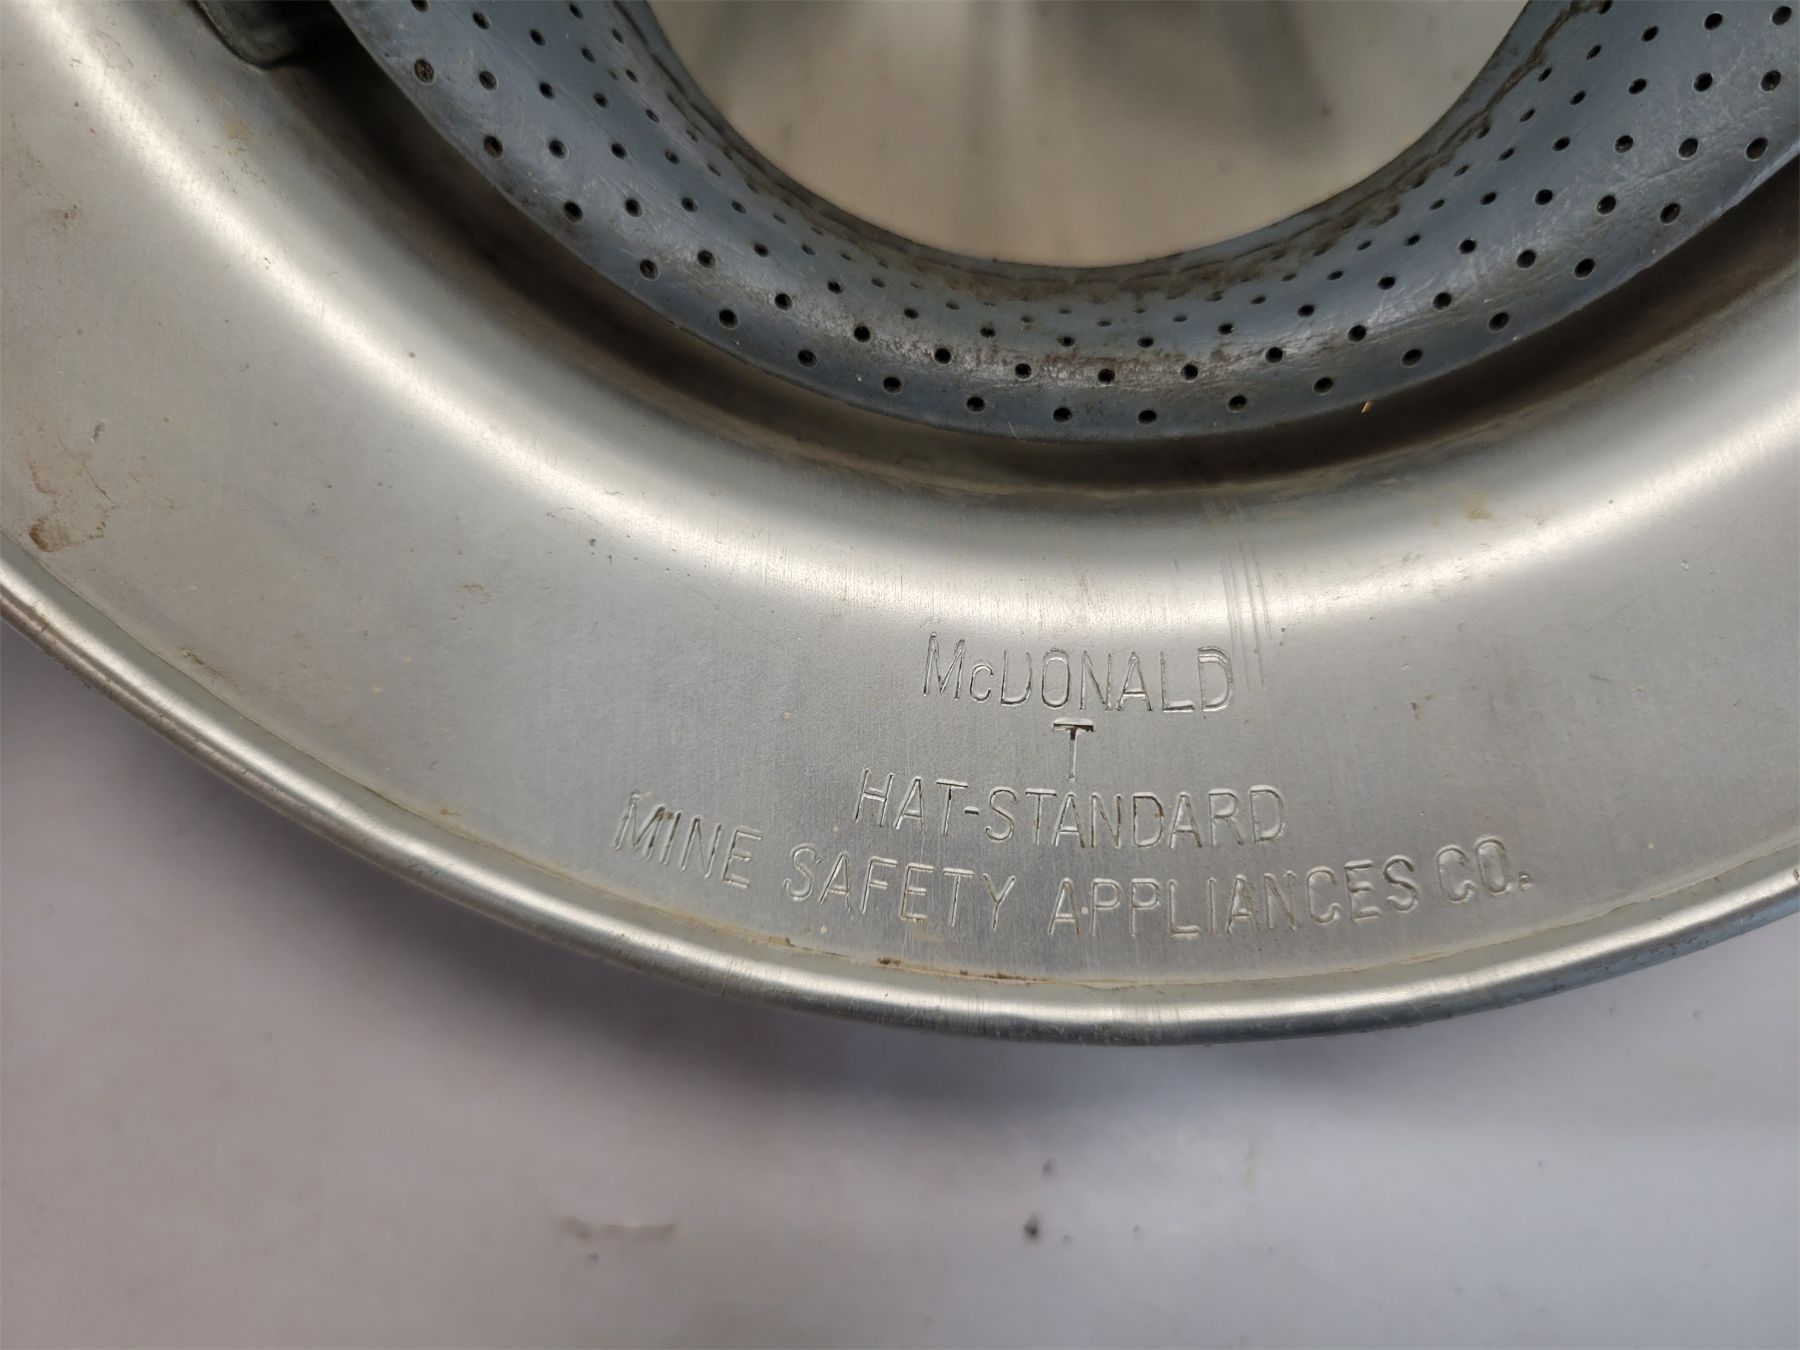 McDONALD
T
HAT-STANDARD
MINE SAFETY APPLIANCES CO.